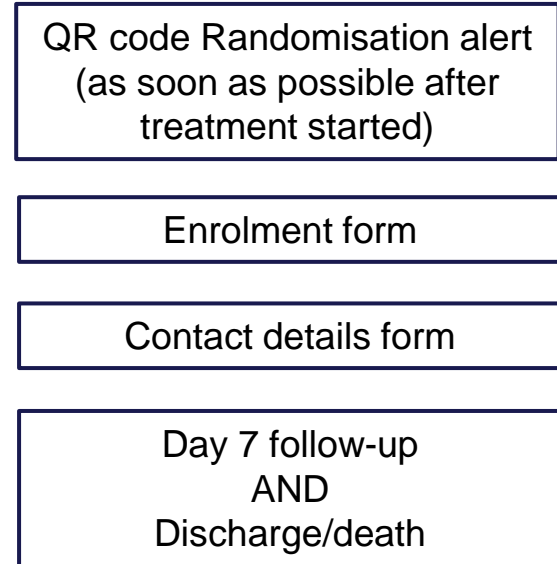 QR code Randomisation alert
(as soon as possible after
treatment started)
Enrolment form
Contact details form
Day 7 follow-up
AND
Discharge/death